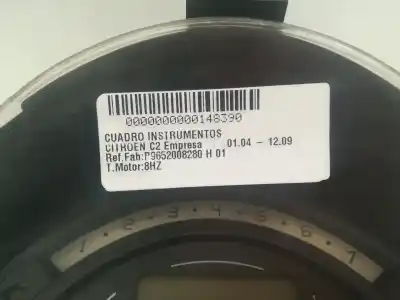 0000000000148390
CUADRO INSTRUMENTOS
CITROEN C2 Empresa 01.04 - 12.09
Ref.Fab:P9652008280 H 01
T.Motor:8HZ
1 2 3 4 5 6 7